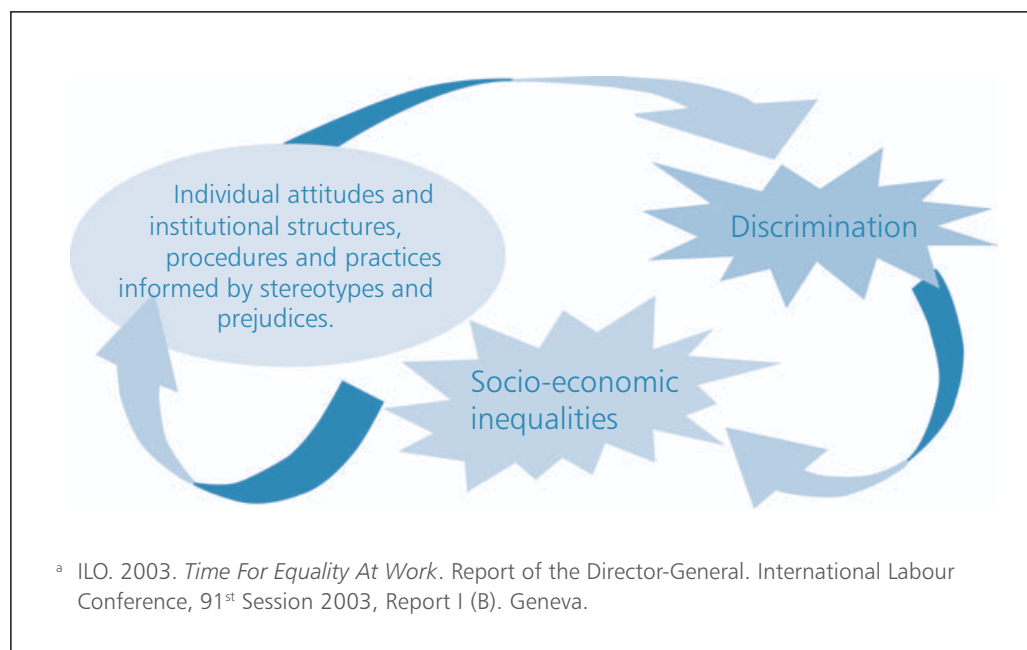 Individual attitudes and
institutional structures,
procedures and practices
informed by stereotypes and
prejudices.
Discrimination
Socio-economic
inequalities
a ILO. 2003. Time For Equality At Work. Report of the Director-General. International Labour
Conference, 91st Session 2003, Report I (B). Geneva.